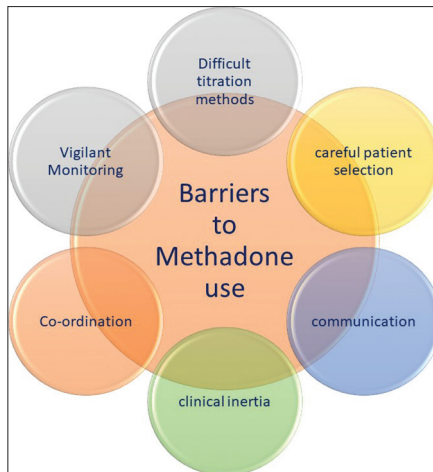 Difficult
titration
methods
Vigilant
Monitoring
careful patient
selection
Barriers
to
Methadone
use
Co-ordination
communication
clinical inertia